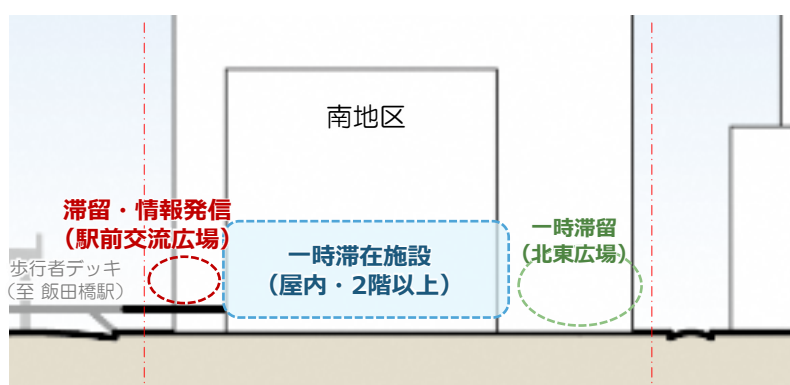 南地区
滞留・情報発信
（駅前交流広場）
一時滞留
（北東広場）
一時滞在施設
（屋内・2階以上）
歩行者デッキ
（至 飯田橋駅）